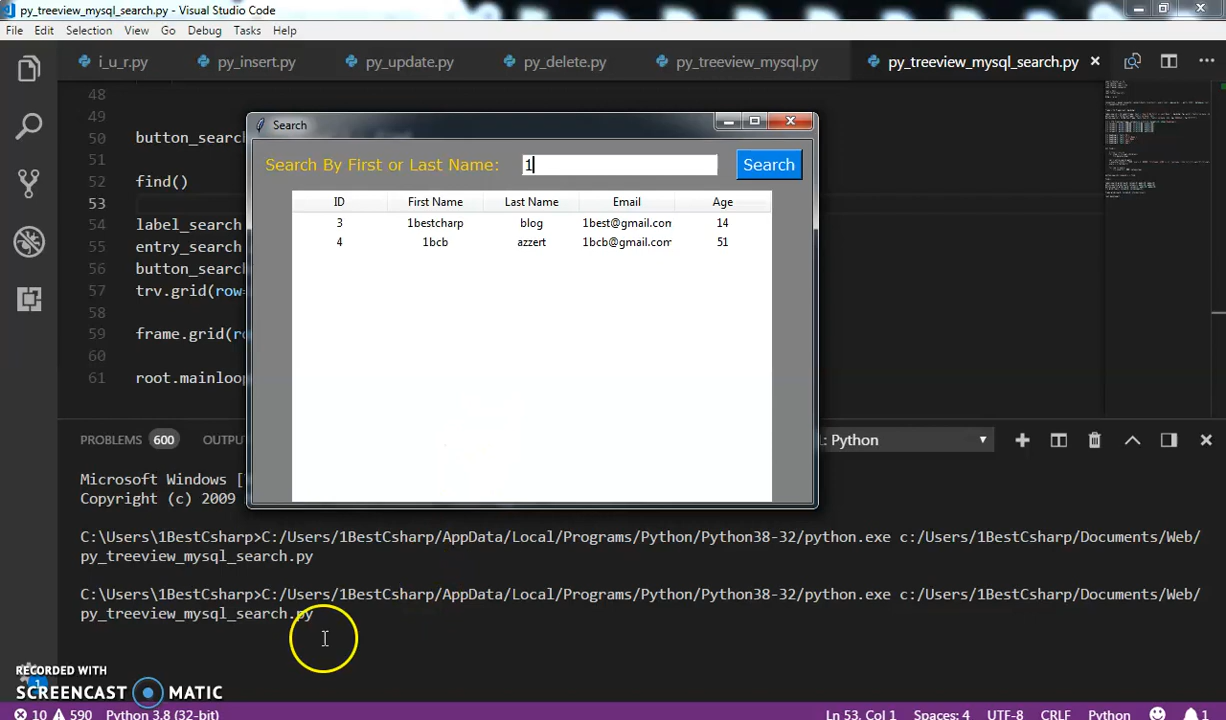 py_treeview_mysql_search.py - Visual Studio Code
File Edit Selection View Go Debug Tasks Help
i_u_r.py py_insert.py py_update.py py_delete.py py_treeview_mysql.py py_treeview_mysql_search.py
48
49
50 button_searc
51
52 find()
53
54 label_search
55 entry_search
56 button_search
57 trv.grid(row=
58
59 frame.grid(ro
60
61 root.mainloop
Search
Search By First or Last Name: 1 Search
ID First Name Last Name Email Age
3 1bestcharp blog 1best@gmail.con 14
4 1bcb azzert 1bcb@gmail.com 51
PROBLEMS 600 OUTPU 1: Python
Microsoft Windows [
Copyright (c) 2009
C:\Users\1BestCsharp>C:/Users/1BestCsharp/AppData/Local/Programs/Python/Python38-32/python.exe c:/Users/1BestCsharp/Documents/Web/
py_treeview_mysql_search.py
C:\Users\1BestCsharp>C:/Users/1BestCsharp/AppData/Local/Programs/Python/Python38-32/python.exe c:/Users/1BestCsharp/Documents/Web/
py_treeview_mysql_search.py
1
RECORDED WITH
SCREENCAST MATIC
10 590 Python 3.8 (32-bit) Ln 53, Col 1 Spaces: 4 UTF-8 CRLF Python 1